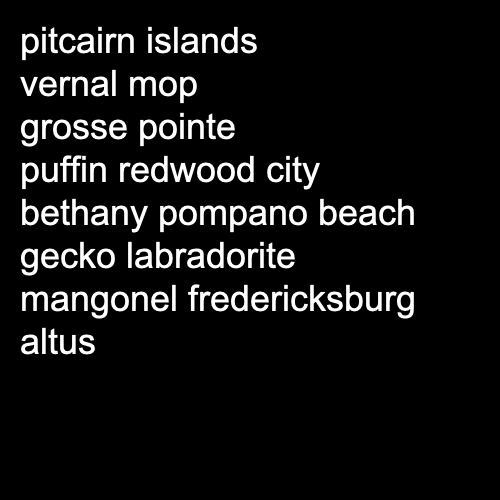 pitcairn islands
vernal mop
grosse pointe
puffin redwood city
bethany pompano beach
gecko labradorite
mangonel fredericksburg
altus